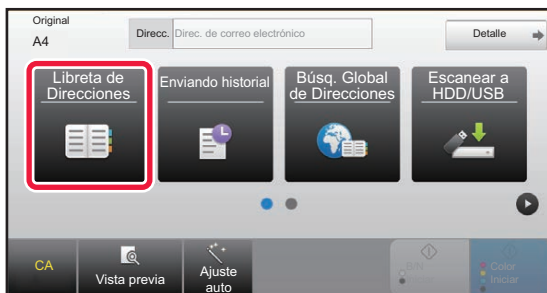 Original
A4
Direcc.
Direc. de correo electrónico
Detalle
Libreta de
Direcciones
Enviando historial
Búsq. Global
de Direcciones
Escanear a
HDD/USB
CA
Vista previa
Ajuste
auto
B/N
Iniciar
Color
Iniciar